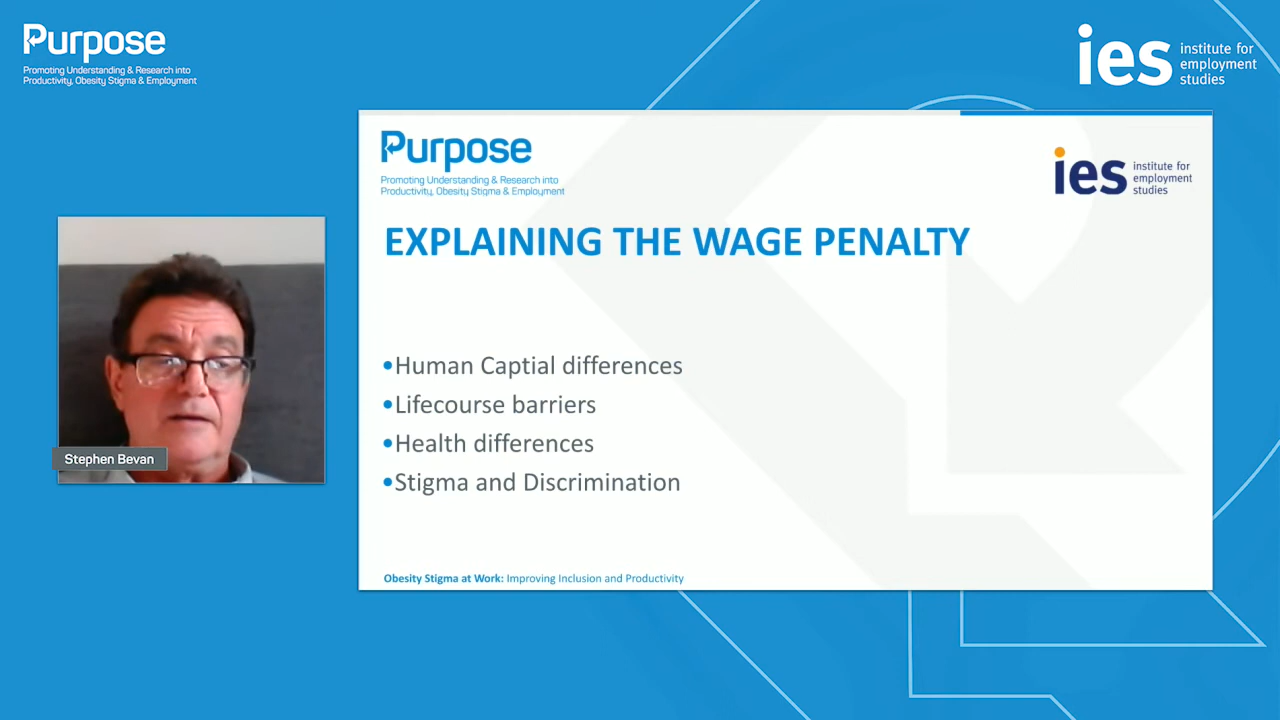 Purpose
Promoting Understanding & Research into
Productivity, Obesity Stigma & Employment
ies institute for
employment
studies
Purpose
Promoting Understanding & Research into
Productivity, Obesity Stigma & Employment
ies institute for
employment
studies
EXPLAINING THE WAGE PENALTY
•Human Captial differences
•Lifecourse barriers
•Health differences
•Stigma and Discrimination
Stephen Bevan
Obesity Stigma at Work: Improving Inclusion and Productivity